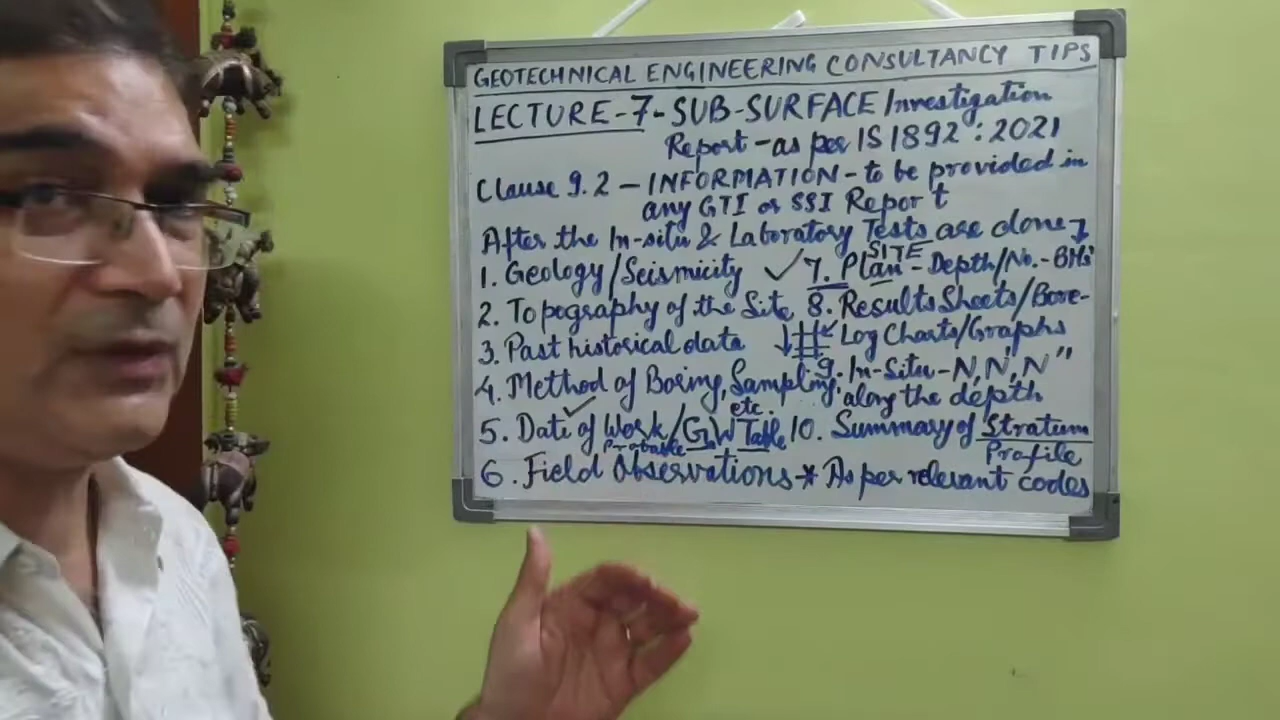 GEOTECHNICAL ENGINEERING CONSULTANCY TIPS
LECTURE-7-SUB-SURFACE Investigation
Report - as per IS 1892 : 2021
Clause 9.2 - INFORMATION - to be provided in
any GTI or SSI Report
After the In-situ & Laboratory Tests are done
1. Geology/Seismicity ✓
2. Topography of the Site
3. Past historical data
4. Method of Boring, Sampling, etc.
5. Date of Work/G.W Table
Probable
6. Field Observations
7. SITE Plan - Depth/No. - BHs'
8. Results Sheets/Bore-
Log Charts/Graphs
9. In-Situ - N, N', N"
along the depth
10. Summary of Stratum
Profile
* As per relevant codes